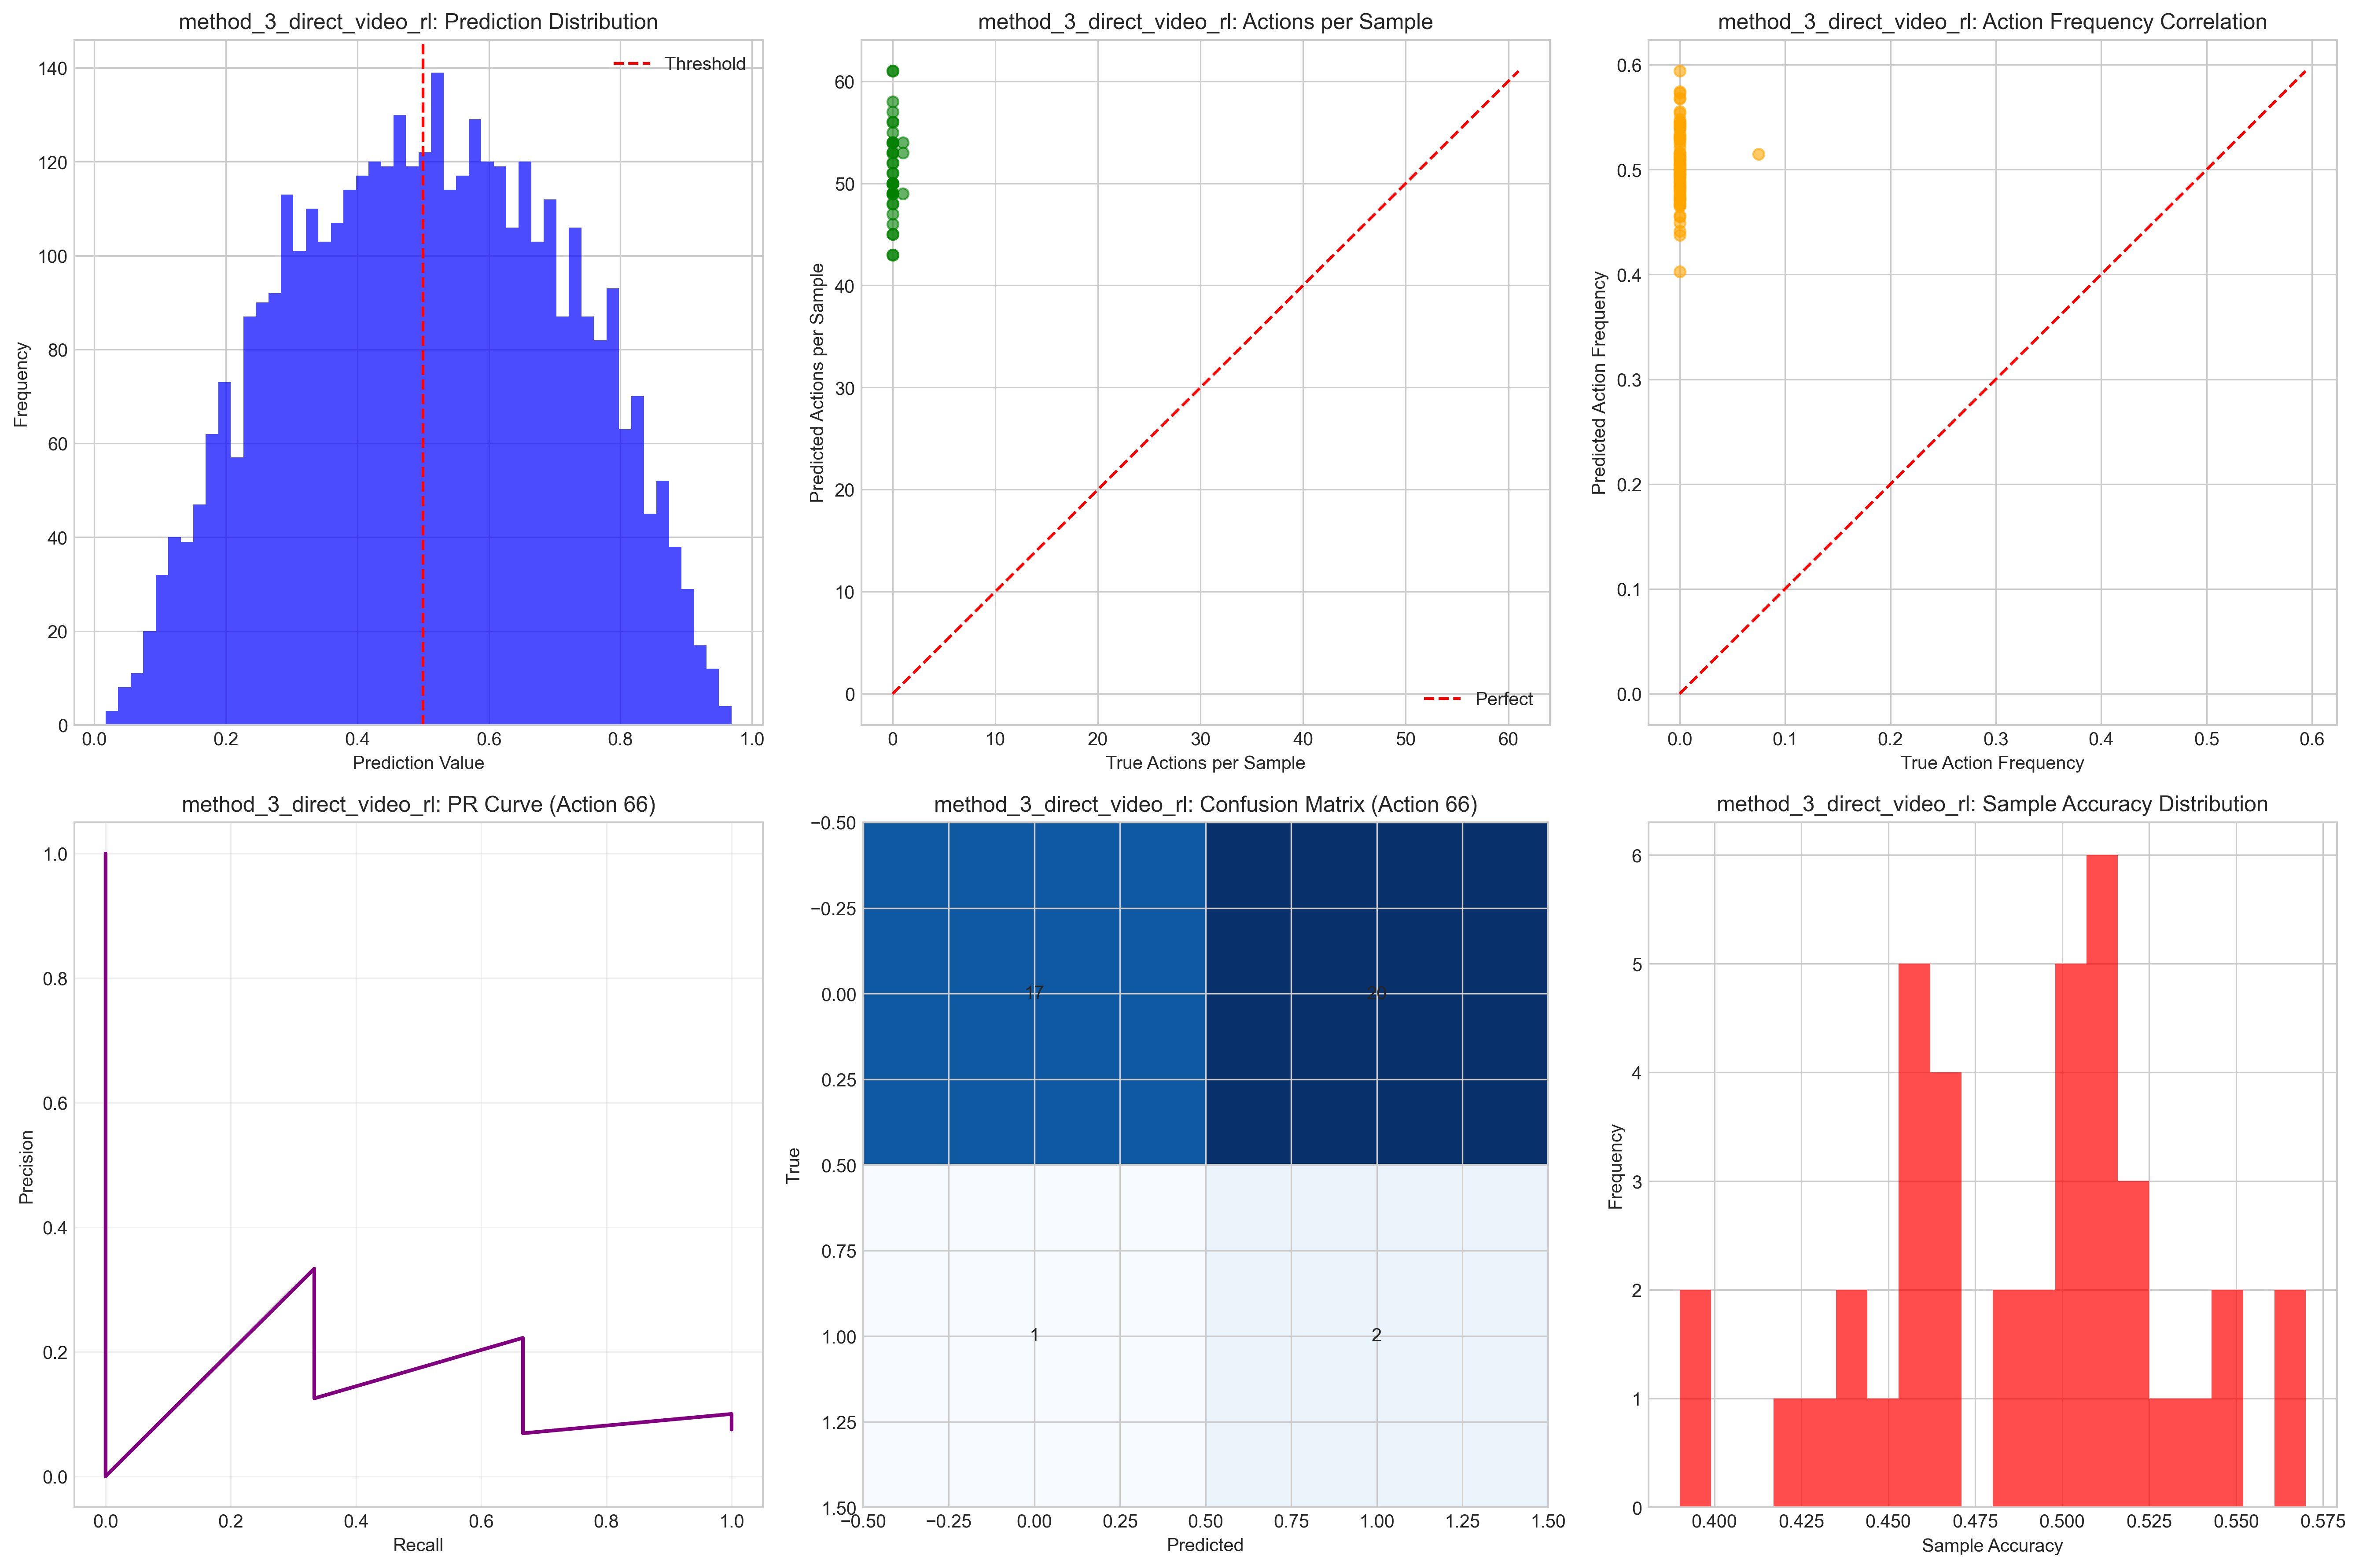 method_3_direct_video_rl: Prediction Distribution
Threshold
140
120
100
80
60
40
20
0
Frequency
0.0 0.2 0.4 0.6 0.8 1.0
Prediction Value
method_3_direct_video_rl: Actions per Sample
60
50
40
30
20
10
0
Predicted Actions per Sample
Perfect
0 10 20 30 40 50 60
True Actions per Sample
method_3_direct_video_rl: Action Frequency Correlation
0.6
0.5
0.4
0.3
0.2
0.1
0.0
Predicted Action Frequency
0.0 0.1 0.2 0.3 0.4 0.5 0.6
True Action Frequency
method_3_direct_video_rl: PR Curve (Action 66)
1.0
0.8
0.6
0.4
0.2
0.0
Precision
0.0 0.2 0.4 0.6 0.8 1.0
Recall
method_3_direct_video_rl: Confusion Matrix (Action 66)
−0.50
−0.25
0.00
0.25
0.50
0.75
1.00
1.25
1.50
True
17
1 2
−0.50 −0.25 0.00 0.25 0.50 0.75 1.00 1.25 1.50
Predicted
method_3_direct_video_rl: Sample Accuracy Distribution
6
5
4
3
2
1
0
Frequency
0.400 0.425 0.450 0.475 0.500 0.525 0.550 0.575
Sample Accuracy